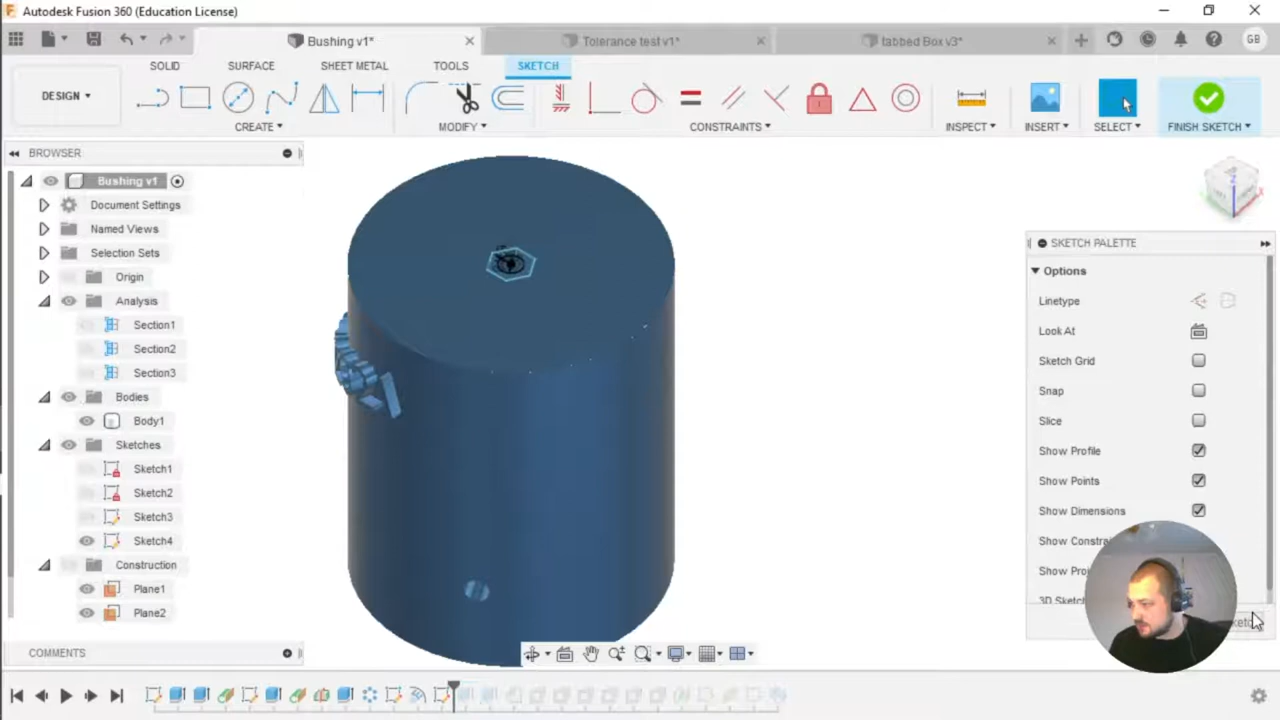 Autodesk Fusion 360 (Education License)
Bushing v1*
Tolerance test v1*
tabbed Box v3*
GB
DESIGN
SOLID
SURFACE
SHEET METAL
TOOLS
SKETCH
CREATE
MODIFY
CONSTRAINTS
INSPECT
INSERT
SELECT
FINISH SKETCH
BROWSER
Bushing v1
Document Settings
Named Views
Selection Sets
Origin
Analysis
Section1
Section2
Section3
Bodies
Body1
Sketches
Sketch1
Sketch2
Sketch3
Sketch4
Construction
Plane1
Plane2
COMMENTS
SKETCH PALETTE
Options
Linetype
Look At
Sketch Grid
Snap
Slice
Show Profile
Show Points
Show Dimensions
Show
Show
3D